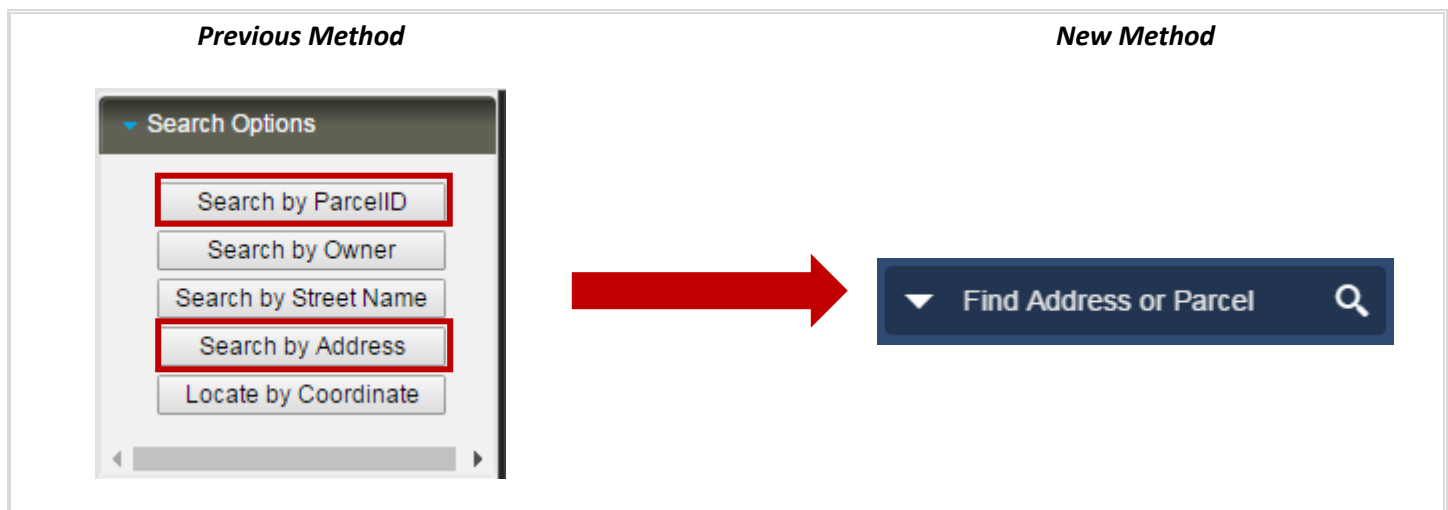 Previous Method
New Method
Search Options
Search by ParcelID
Search by Owner
Search by Street Name
Search by Address
Locate by Coordinate
Find Address or Parcel